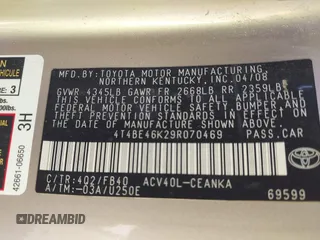 MFD. BY:TOYOTA MOTOR MANUFACTURING,
NORTHERN KENTUCKY,INC.04/08
GVWR 4345LB GAWR FR 2668LB RR 2359LB
THIS VEHICLE CONFORMS TO ALL APPLICABLE
FEDERAL MOTOR VEHICLE SAFETY, BUMPER, AND
THEFT PREVENTION STANDARDS IN EFFECT ON
THE DATE OF MANUFACTURE SHOWN ABOVE.
4T4BE46K29R070469 PASS.CAR
C/TR:4Q2/FB40 ACV40L-CEANKA
A/TM:-03A/U250E
TOYOTA
69599
VEHICULE
E: 3
3H
42661-06650
DREAMBID